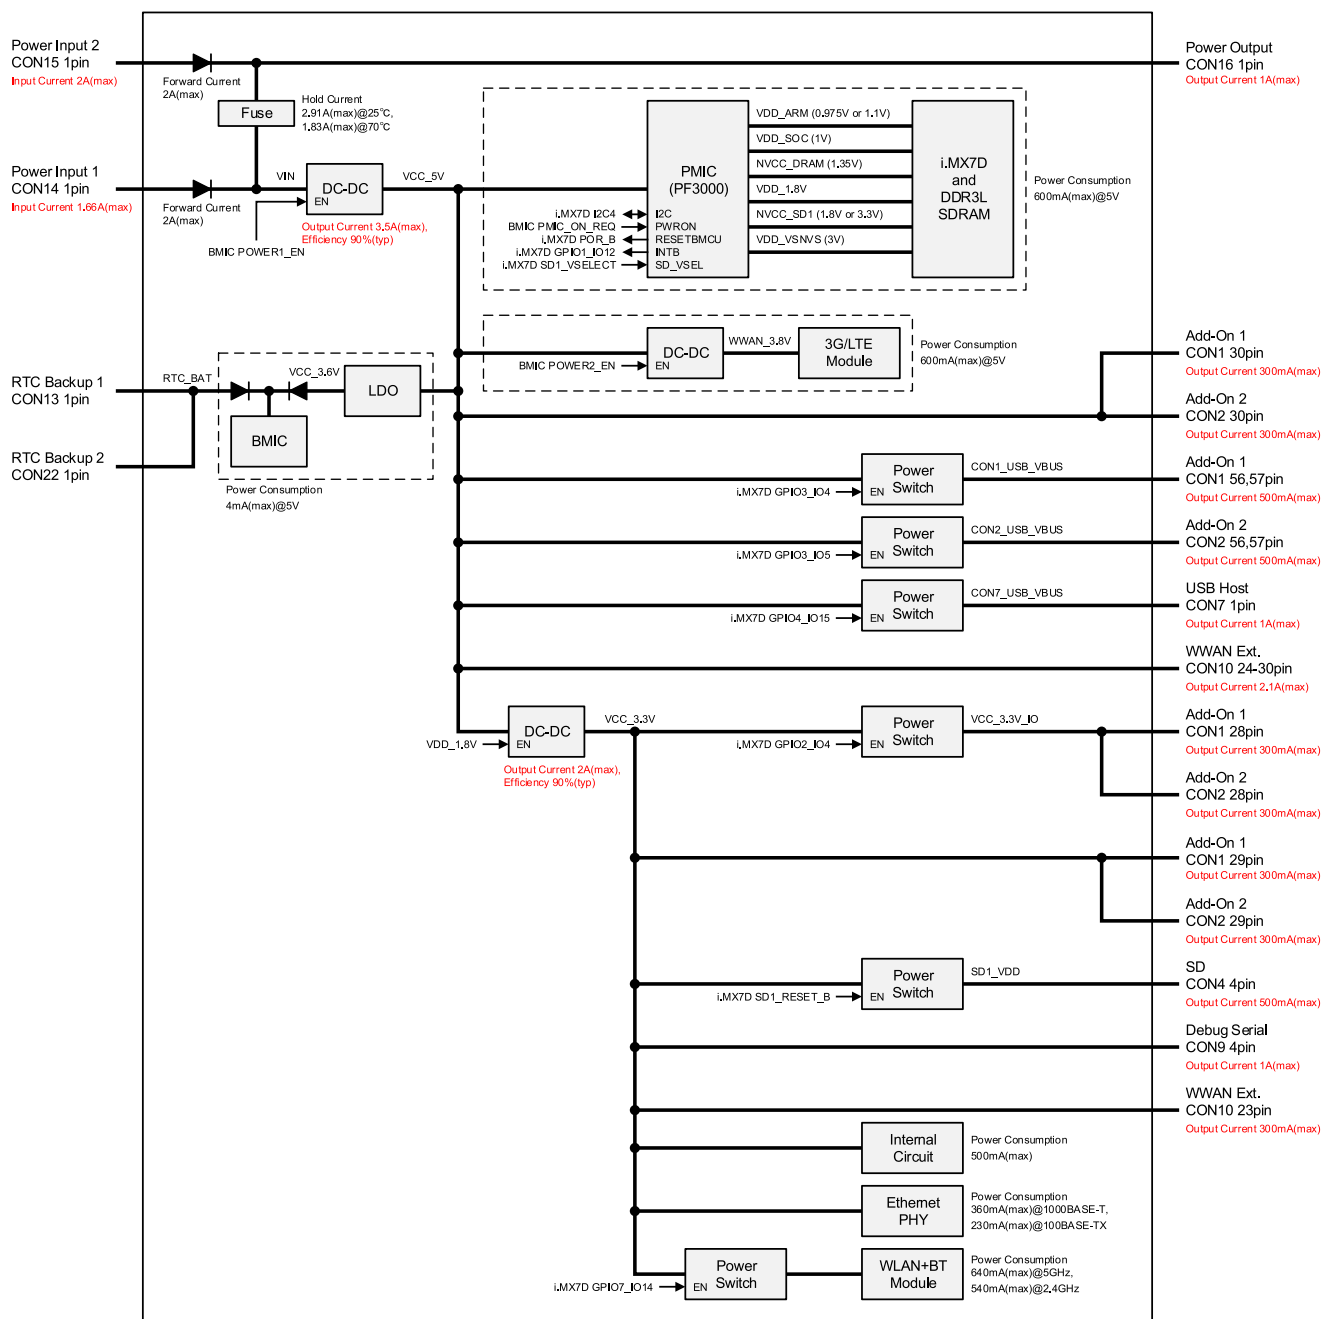 Power Input 2
CON15 1pin
Input Current 2A(max)
Forward Current
2A(max)
Fuse
Hold Current
2.91A(max)@25℃,
1.83A(max)@70℃
Power Output
CON16 1pin
Output Current 1A(max)
Power Input 1
CON14 1pin
Input Current 1.66A(max)
Forward Current
2A(max)
VIN
DC-DC
EN
VCC_5V
BMIC POWER1_EN
Output Current 3.5A(max),
Efficiency 90%(typ)
PMIC
(PF3000)
I2C
PWRON
RESETBMCU
INTB
SD_VSEL
i.MX7D I2C4
BMIC PMIC_ON_REQ
i.MX7D POR_B
i.MX7D GPIO1_IO12
i.MX7D SD1_VSELECT
VDD_ARM (0.975V or 1.1V)
VDD_SOC (1V)
NVCC_DRAM (1.35V)
VDD_1.8V
NVCC_SD1 (1.8V or 3.3V)
VDD_VSNVS (3V)
i.MX7D
and
DDR3L
SDRAM
Power Consumption
600mA(max)@5V
DC-DC
EN
BMIC POWER2_EN
WWAN_3.8V
3G/LTE
Module
Power Consumption
600mA(max)@5V
Add-On 1
CON1 30pin
Output Current 300mA(max)
Add-On 2
CON2 30pin
Output Current 300mA(max)
RTC Backup 1
CON13 1pin
RTC_BAT
VCC_3.6V
LDO
BMIC
RTC Backup 2
CON22 1pin
Power Consumption
4mA(max)@5V
i.MX7D GPIO3_IO4
Power
Switch
EN
CON1_USB_VBUS
Add-On 1
CON1 56,57pin
Output Current 500mA(max)
i.MX7D GPIO3_IO5
Power
Switch
EN
CON2_USB_VBUS
Add-On 2
CON2 56,57pin
Output Current 500mA(max)
i.MX7D GPIO4_IO15
Power
Switch
EN
CON7_USB_VBUS
USB Host
CON7 1pin
Output Current 1A(max)
WWAN Ext.
CON10 24-30pin
Output Current 2.1A(max)
VDD_1.8V
DC-DC
EN
VCC_3.3V
Output Current 2A(max),
Efficiency 90%(typ)
i.MX7D GPIO2_IO4
Power
Switch
EN
VCC_3.3V_IO
Add-On 1
CON1 28pin
Output Current 300mA(max)
Add-On 2
CON2 28pin
Output Current 300mA(max)
Add-On 1
CON1 29pin
Output Current 300mA(max)
Add-On 2
CON2 29pin
Output Current 300mA(max)
i.MX7D SD1_RESET_B
Power
Switch
EN
SD1_VDD
SD
CON4 4pin
Output Current 500mA(max)
Debug Serial
CON9 4pin
Output Current 1A(max)
WWAN Ext.
CON10 23pin
Output Current 300mA(max)
Internal
Circuit
Power Consumption
500mA(max)
Ethernet
PHY
Power Consumption
360mA(max)@1000BASE-T,
230mA(max)@100BASE-TX
i.MX7D GPIO7_IO14
Power
Switch
EN
WLAN+BT
Module
Power Consumption
640mA(max)@5GHz,
540mA(max)@2.4GHz